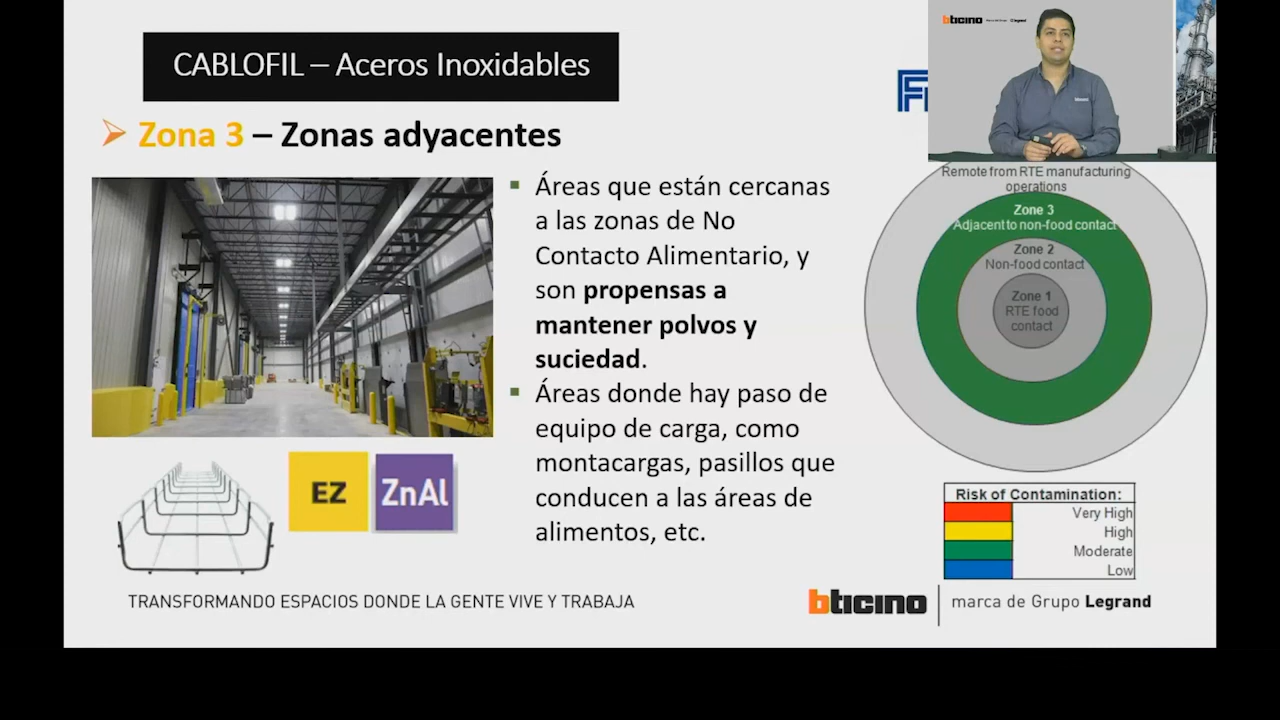 CABLOFIL – Aceros Inoxidables
Zona 3 – Zonas adyacentes
Áreas que están cercanas
a las zonas de No
Contacto Alimentario, y
son propensas a
mantener polvos y
suciedad.
Áreas donde hay paso de
equipo de carga, como
montacargas, pasillos que
conducen a las áreas de
alimentos, etc.
EZ
ZnAl
bticino
Remote from RTE manufacturing
operations
Zone 3
Adjacent to non-food contact
Zone 2
Non-food contact
Zone 1
RTE food
contact
Risk of Contamination:
Very High
High
Moderate
Low
TRANSFORMANDO ESPACIOS DONDE LA GENTE VIVE Y TRABAJA
bticino
marca de Grupo Legrand